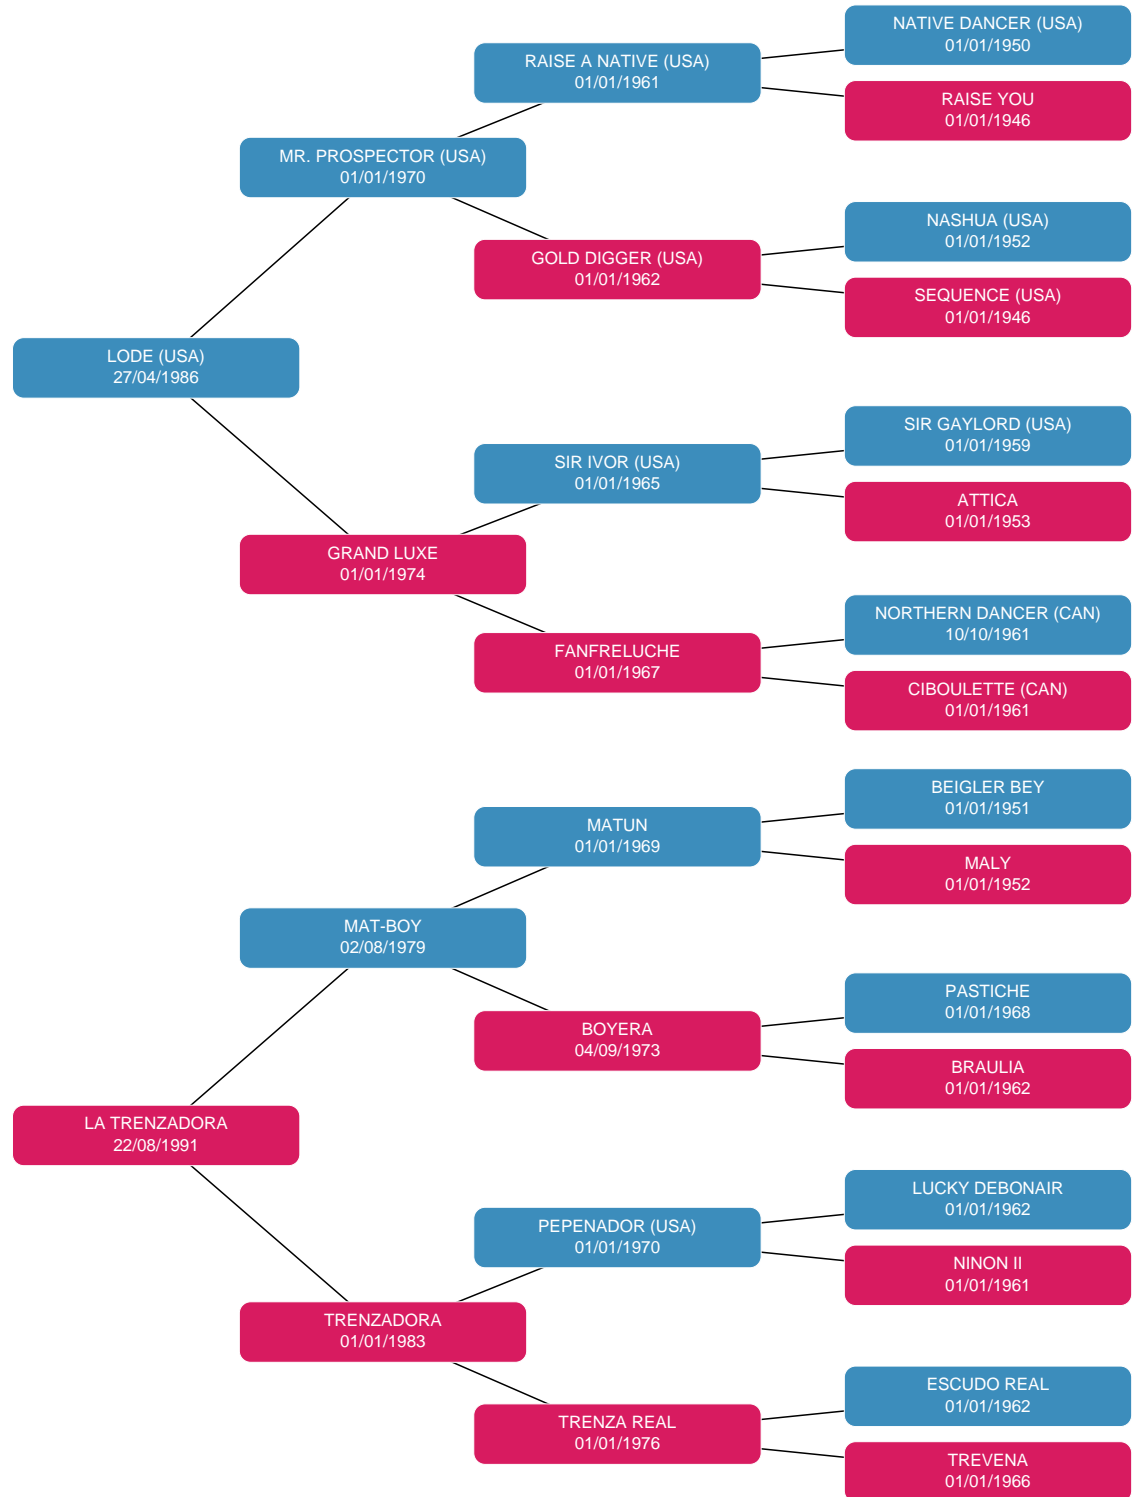 NATIVE DANCER (USA)
01/01/1950
RAISE A NATIVE (USA)
01/01/1961
RAISE YOU
01/01/1946
MR. PROSPECTOR (USA)
01/01/1970
NASHUA (USA)
01/01/1952
GOLD DIGGER (USA)
01/01/1962
SEQUENCE (USA)
01/01/1946
LODE (USA)
27/04/1986
SIR GAYLORD (USA)
01/01/1959
SIR IVOR (USA)
01/01/1965
ATTICA
01/01/1953
GRAND LUXE
01/01/1974
NORTHERN DANCER (CAN)
10/10/1961
FANFRELUCHE
01/01/1967
CIBOULETTE (CAN)
01/01/1961
BEIGLER BEY
01/01/1951
MATUN
01/01/1969
MALY
01/01/1952
MAT-BOY
02/08/1979
PASTICHE
01/01/1968
BOYERA
04/09/1973
BRAULIA
01/01/1962
LA TRENZADORA
22/08/1991
LUCKY DEBONAIR
01/01/1962
PEPENADOR (USA)
01/01/1970
NINON II
01/01/1961
TRENZADORA
01/01/1983
ESCUDO REAL
01/01/1962
TRENZA REAL
01/01/1976
TREVENA
01/01/1966